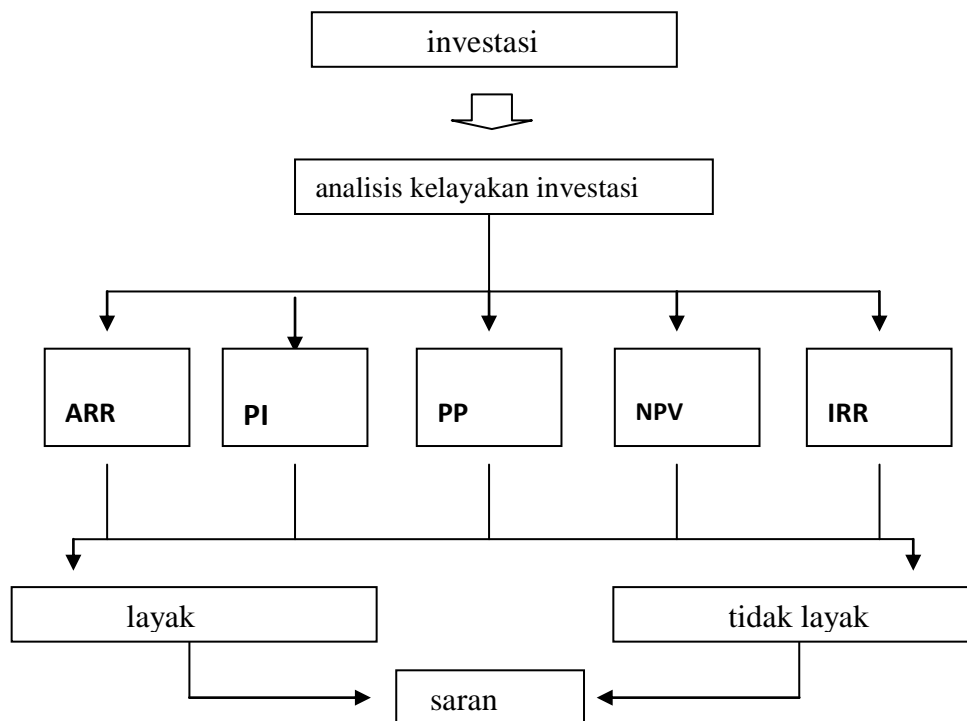 investasi
analisis kelayakan investasi
ARR
PI
PP
NPV
IRR
layak
tidak layak
saran